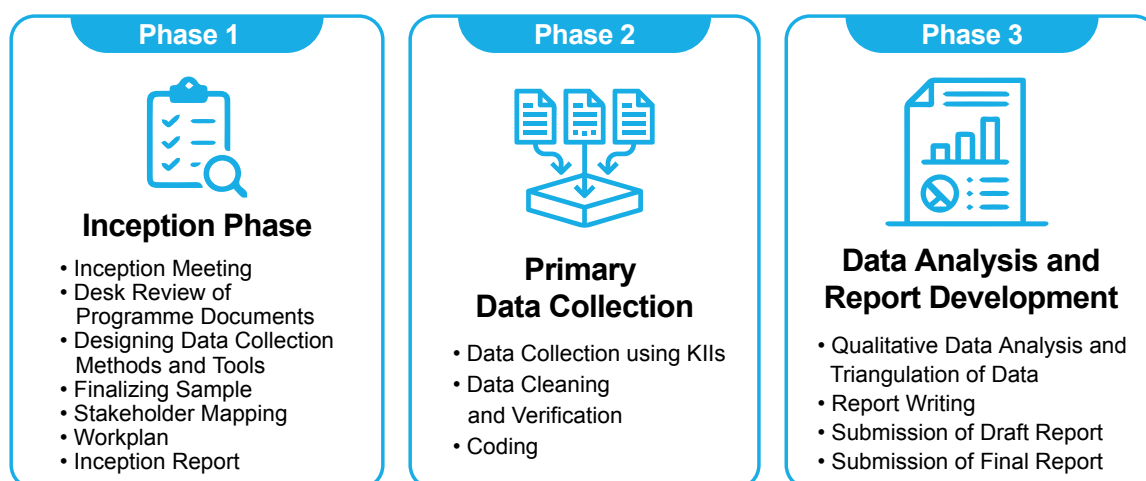 Phase 1
Inception Phase
• Inception Meeting
• Desk Review of
Programme Documents
• Designing Data Collection
Methods and Tools
• Finalizing Sample
• Stakeholder Mapping
• Workplan
• Inception Report
Phase 2
Primary
Data Collection
• Data Collection using KIIs
• Data Cleaning
and Verification
• Coding
Phase 3
Data Analysis and
Report Development
• Qualitative Data Analysis and
Triangulation of Data
• Report Writing
• Submission of Draft Report
• Submission of Final Report